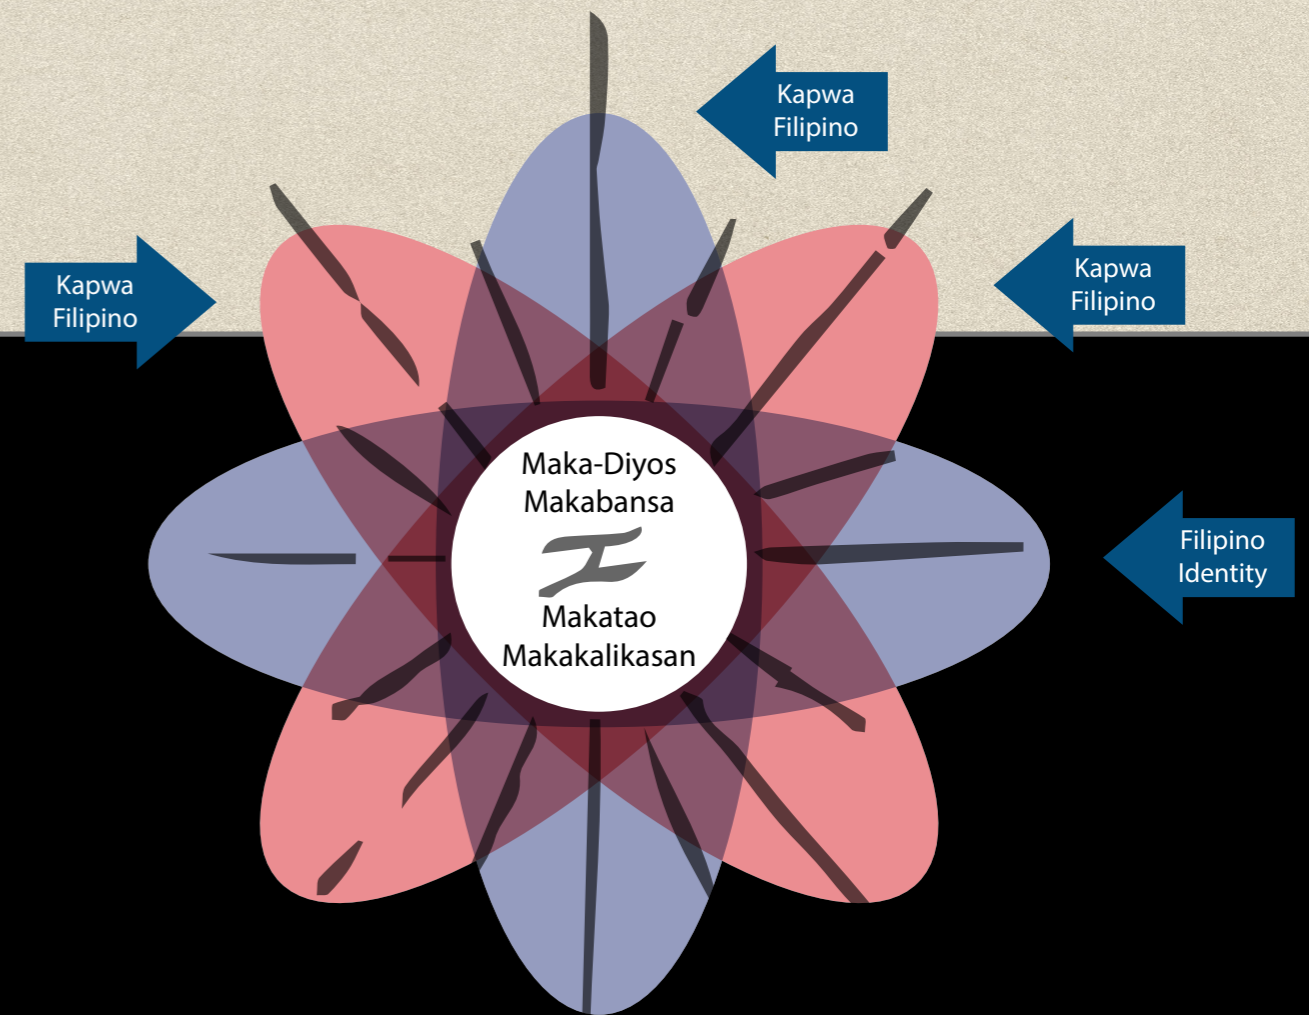 Kapwa
Filipino
Kapwa
Filipino
Kapwa
Filipino
Maka-Diyos
Makabansa
ᜃ
Makatao
Makakalikasan
Filipino
Identity